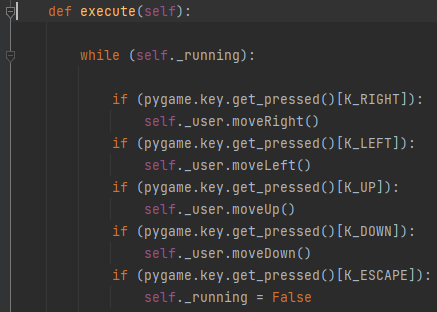 def execute(self):
while (self._running):
if (pygame.key.get_pressed()[K_RIGHT]):
self._user.moveRight()
if (pygame.key.get_pressed()[K_LEFT]):
self._user.moveLeft()
if (pygame.key.get_pressed()[K_UP]):
self._user.moveUp()
if (pygame.key.get_pressed()[K_DOWN]):
self._user.moveDown()
if (pygame.key.get_pressed()[K_ESCAPE]):
self._running = False